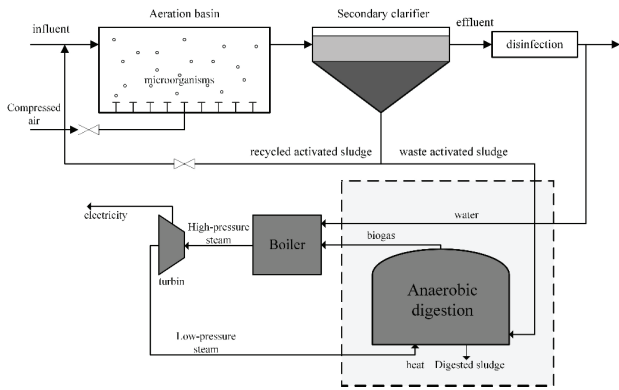 Aeration basin
Secondary clarifier
influent
effluent
disinfection
microorganisms
Compressed
air
recycled activated sludge
waste activated sludge
water
electricity
High-pressure
steam
Boiler
biogas
turbin
Anaerobic
digestion
Low-pressure
steam
heat
Digested sludge